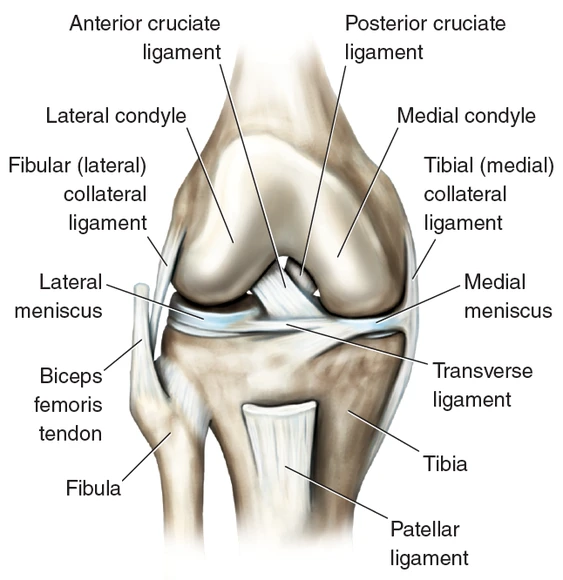 Anterior cruciate
ligament
Posterior cruciate
ligament
Lateral condyle
Medial condyle
Fibular (lateral)
collateral
ligament
Tibial (medial)
collateral
ligament
Lateral
meniscus
Medial
meniscus
Biceps
femoris
tendon
Transverse
ligament
Tibia
Fibula
Patellar
ligament